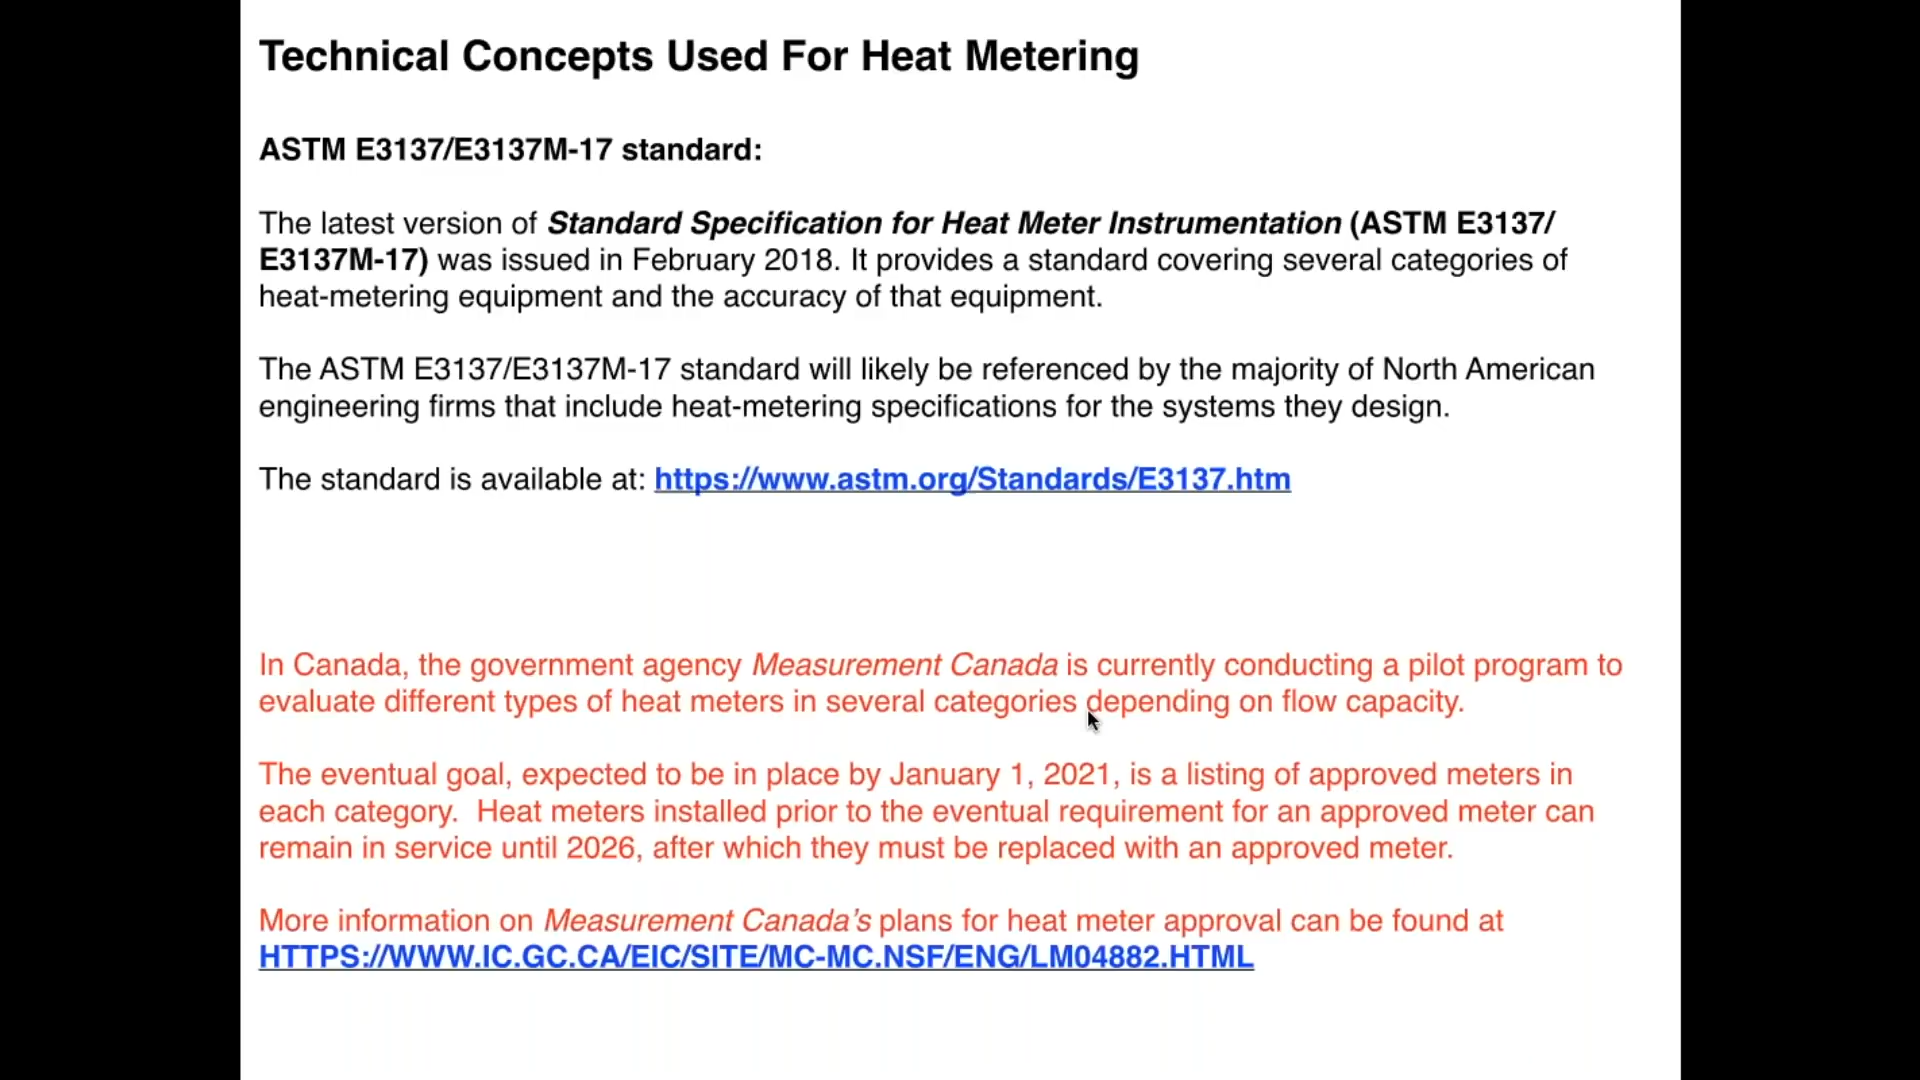 Technical Concepts Used For Heat Metering
ASTM E3137/E3137M-17 standard:
The latest version of Standard Specification for Heat Meter Instrumentation (ASTM E3137/
E3137M-17) was issued in February 2018. It provides a standard covering several categories of
heat-metering equipment and the accuracy of that equipment.
The ASTM E3137/E3137M-17 standard will likely be referenced by the majority of North American
engineering firms that include heat-metering specifications for the systems they design.
The standard is available at: https://www.astm.org/Standards/E3137.htm
In Canada, the government agency Measurement Canada is currently conducting a pilot program to
evaluate different types of heat meters in several categories depending on flow capacity.
The eventual goal, expected to be in place by January 1, 2021, is a listing of approved meters in
each category.  Heat meters installed prior to the eventual requirement for an approved meter can
remain in service until 2026, after which they must be replaced with an approved meter.
More information on Measurement Canada’s plans for heat meter approval can be found at
HTTPS://WWW.IC.GC.CA/EIC/SITE/MC-MC.NSF/ENG/LM04882.HTML